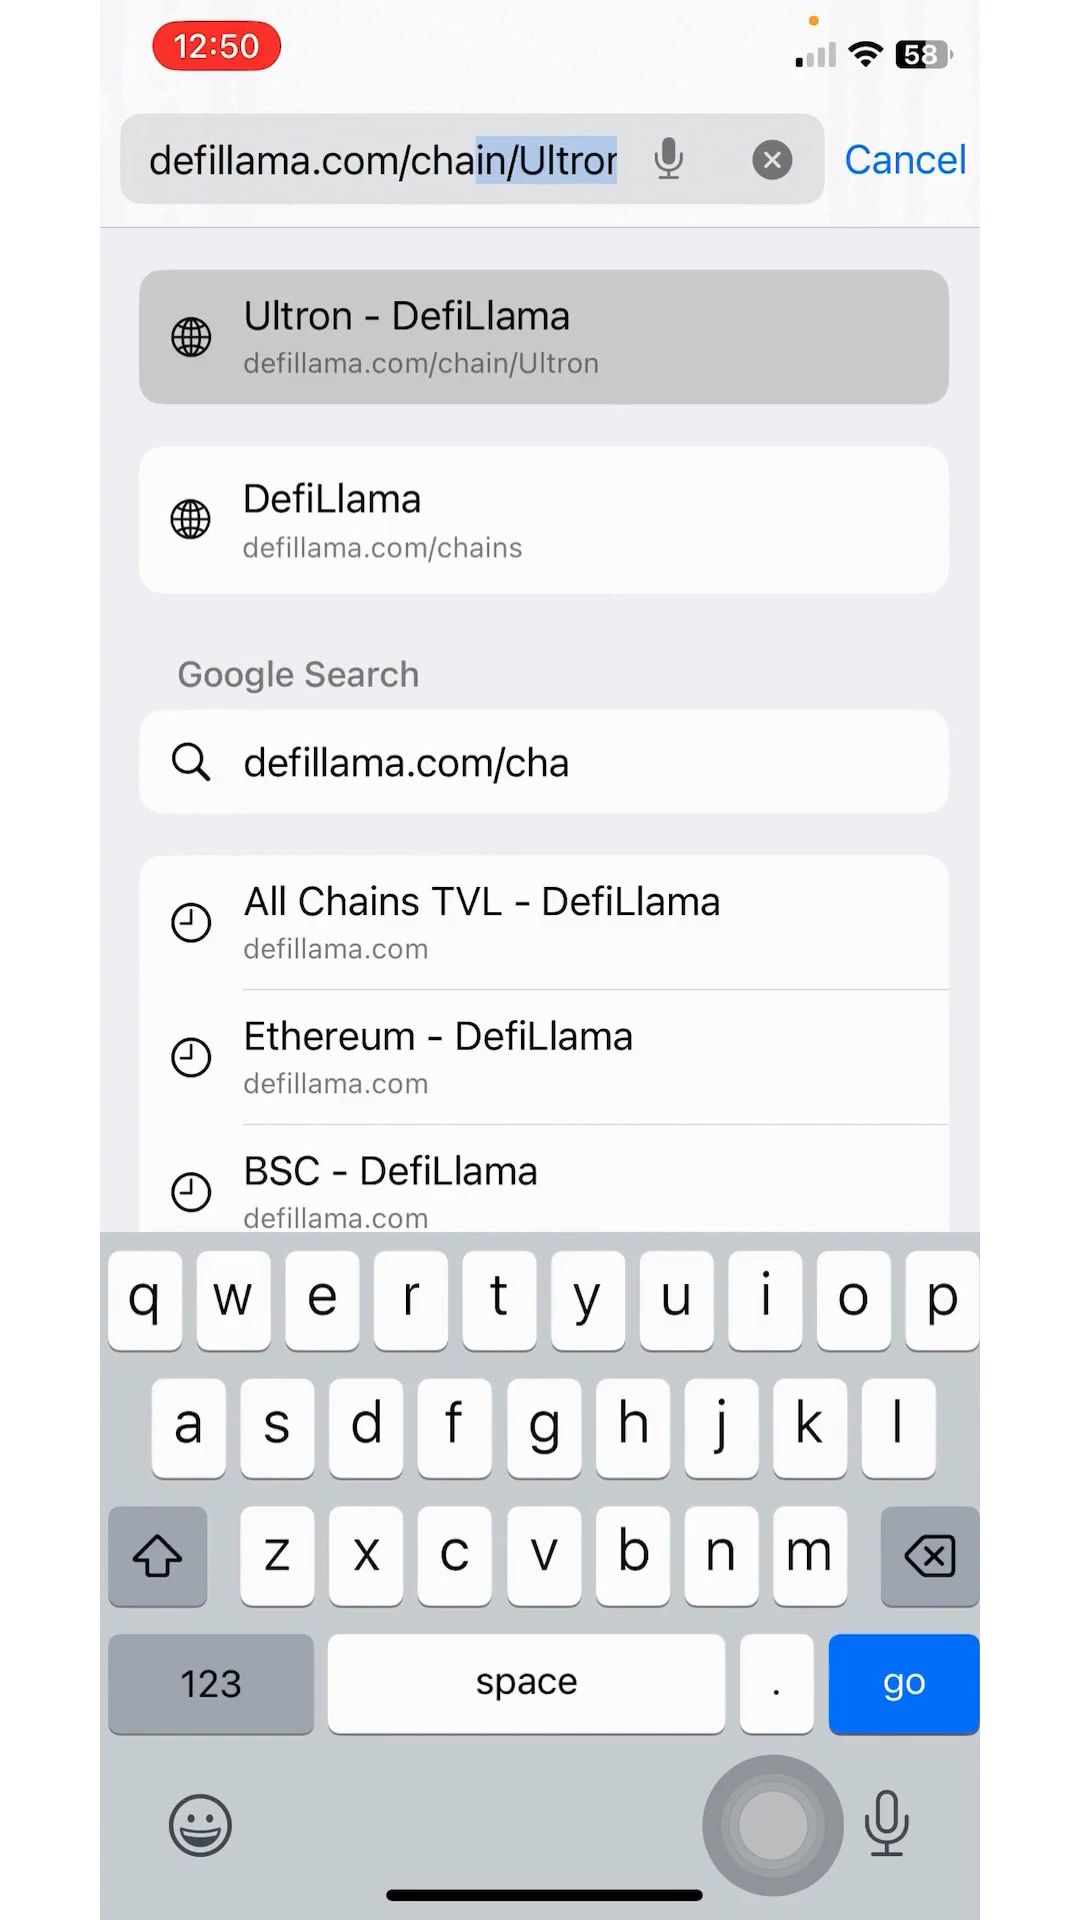 12:50
58
defillama.com/chain/Ultron
Cancel
Ultron - DefiLlama
defillama.com/chain/Ultron
DefiLlama
defillama.com/chains
Google Search
defillama.com/cha
All Chains TVL - DefiLlama
defillama.com
Ethereum - DefiLlama
defillama.com
BSC - DefiLlama
defillama.com
q w e r t y u i o p
a s d f g h j k l
z x c v b n m
123 space . go